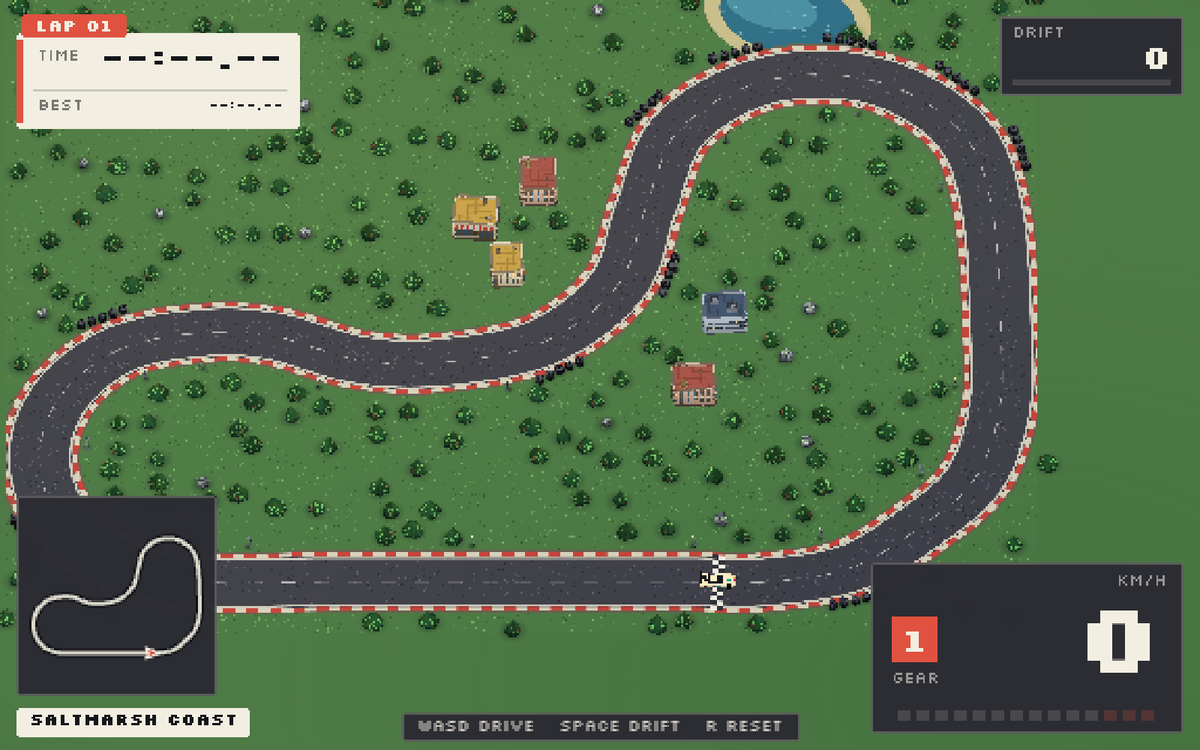 LAP 01
TIME --:--.--
BEST --:--.--
DRIFT
0
KM/H
1
0
GEAR
SALTMARSH COAST
WASD DRIVE SPACE DRIFT R RESET